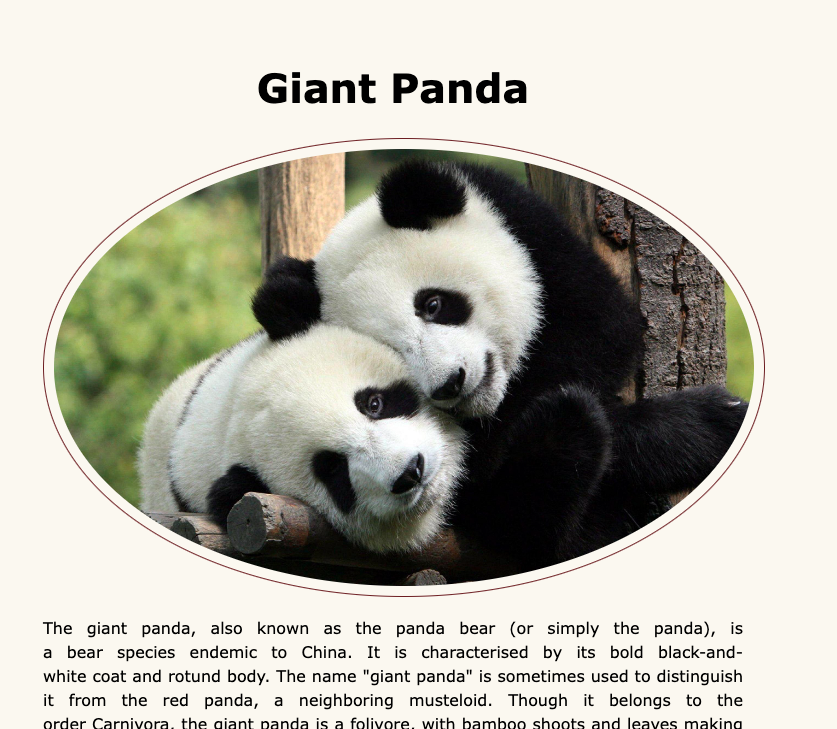 Giant Panda
The giant panda, also known as the panda bear (or simply the panda), is
a bear species endemic to China. It is characterised by its bold black-and-
white coat and rotund body. The name "giant panda" is sometimes used to distinguish
it from the red panda, a neighboring musteloid. Though it belongs to the
order Carnivora, the giant panda is a folivore, with bamboo shoots and leaves making